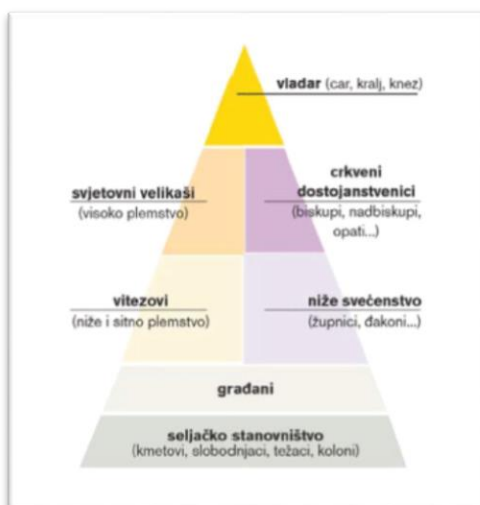 vladar (car, kralj, knez)
svjetovni velikaši
(visoko plemstvo)
crkveni
dostojanstvenici
(biskupi, nadbiskupi,
opati...)
vitezovi
(niže i sitno plemstvo)
niže svećenstvo
(župnici, đakoni...)
građani
seljačko stanovništvo
(kmetovi, slobodnjaci, težaci, koloni)